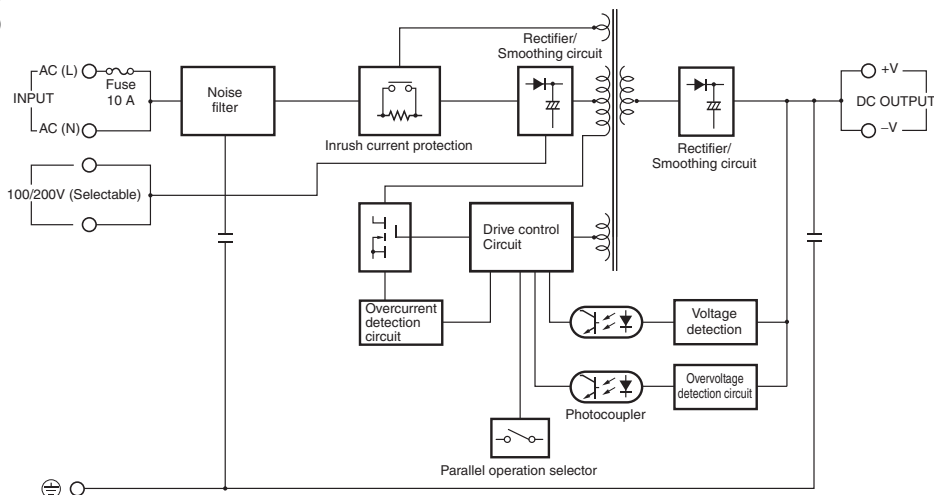 )
AC (L)
Fuse
10 A
INPUT
AC (N)
Noise
filter
Inrush current protection
Rectifier/
Smoothing circuit
Rectifier/
Smoothing circuit
+V
DC OUTPUT
−V
100/200V (Selectable)
Drive control
Circuit
Overcurrent
detection
circuit
Voltage
detection
Overvoltage
detection circuit
Photocoupler
Parallel operation selector